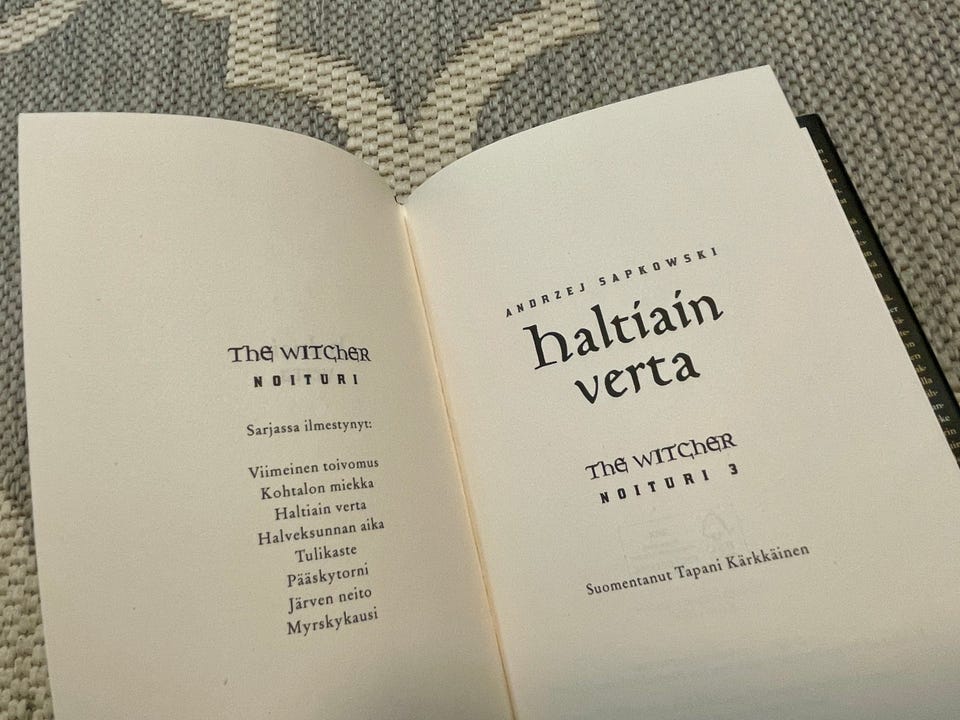 The WITCHER
NOITURI
Sarjassa ilmestynyt:
Viimeinen toivomus
Kohtalon miekka
Haltiain verta
Halveksunnan aika
Tulikaste
Pääskytorni
Järven neito
Myrskykausi
ANDRZEJ SAPKOWSKI
haltiain
verta
The WITCHER
NOITURI 3
Suomentanut Tapani Kärkkäinen